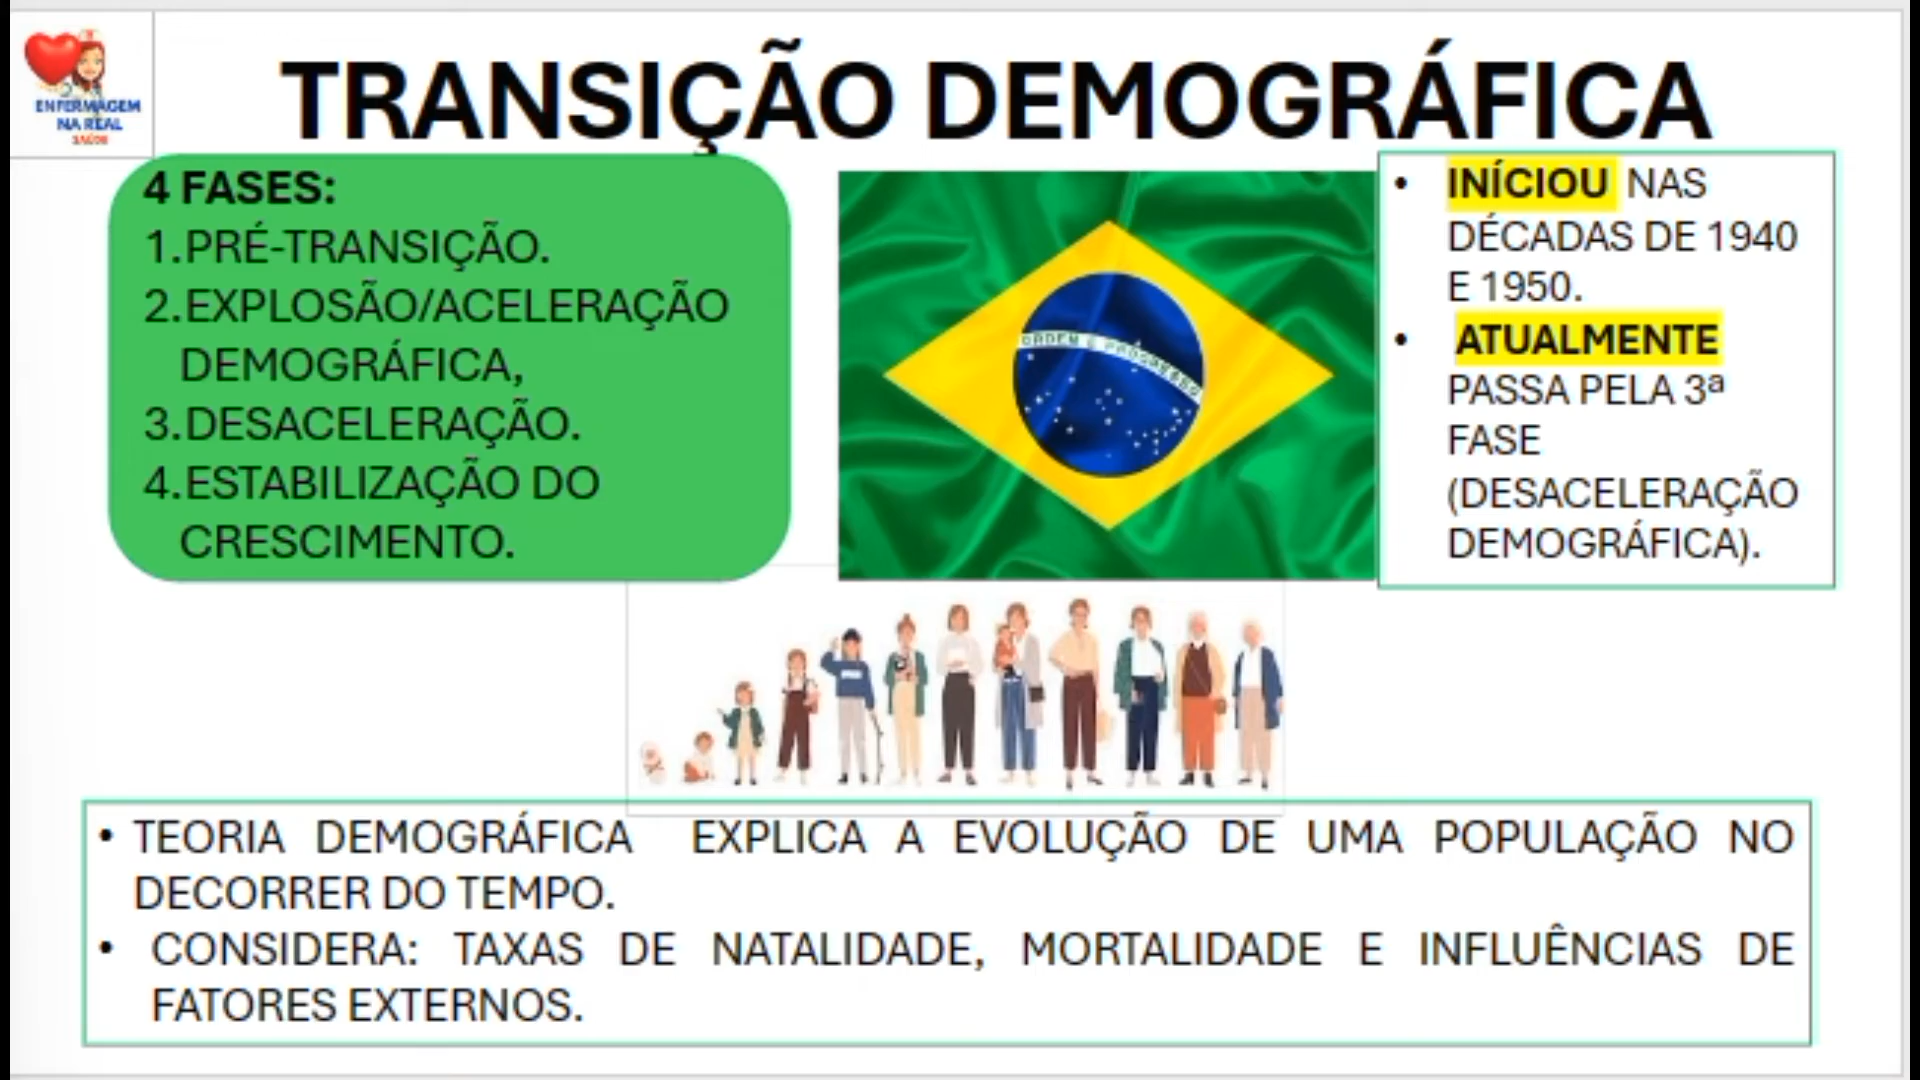 ENFERMAGEM
NA REAL
SAÚDE
TRANSIÇÃO DEMOGRÁFICA
4 FASES:
1.PRÉ-TRANSIÇÃO.
2.EXPLOSÃO/ACELERAÇÃO
DEMOGRÁFICA,
3.DESACELERAÇÃO.
4.ESTABILIZAÇÃO DO
CRESCIMENTO.
ORDEM E PROGRESSO
• INÍCIOU NAS
DÉCADAS DE 1940
E 1950.
• ATUALMENTE
PASSA PELA 3ª
FASE
(DESACELERAÇÃO
DEMOGRÁFICA).
• TEORIA DEMOGRÁFICA EXPLICA A EVOLUÇÃO DE UMA POPULAÇÃO NO
DECORRER DO TEMPO.
• CONSIDERA: TAXAS DE NATALIDADE, MORTALIDADE E INFLUÊNCIAS DE
FATORES EXTERNOS.